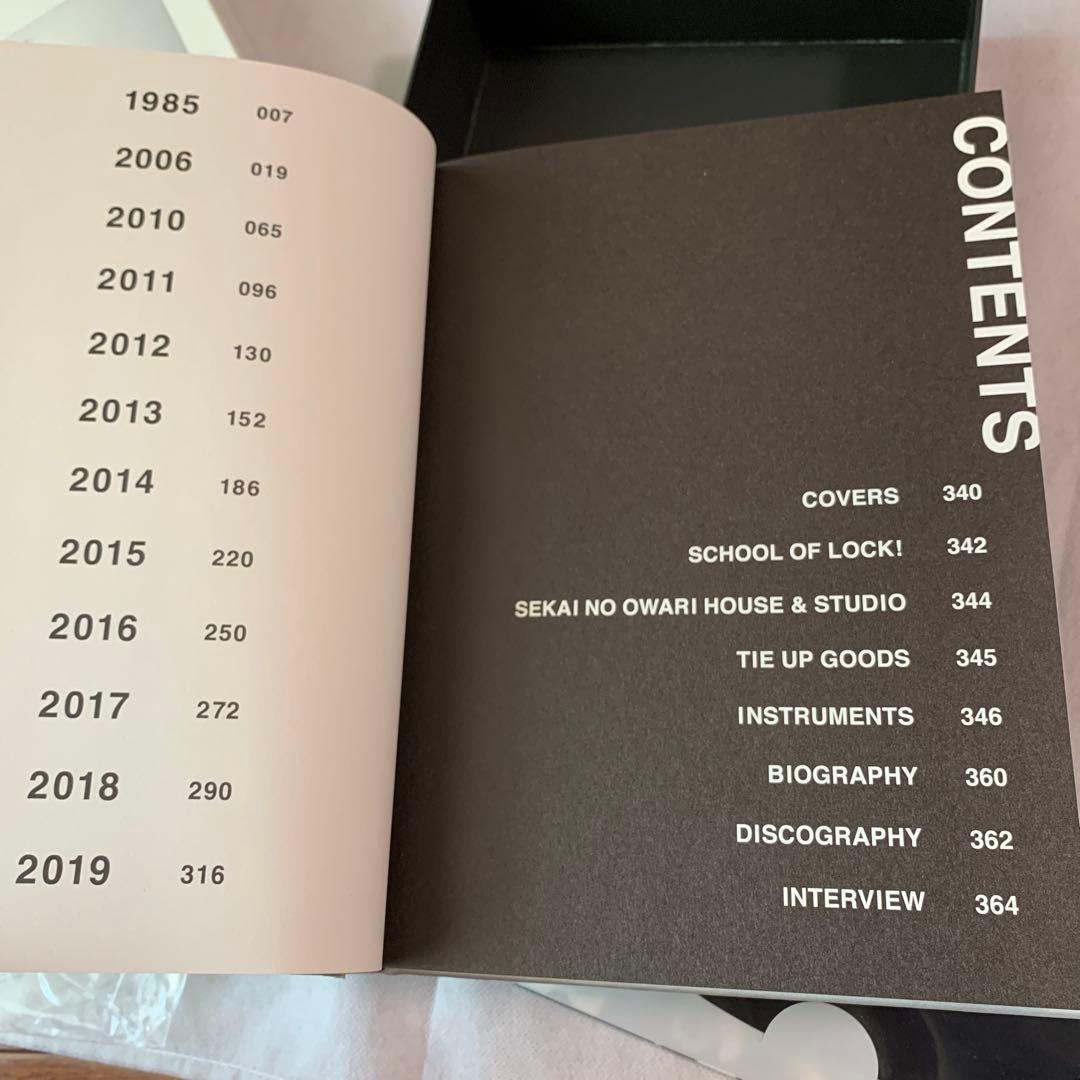 1985 007
2006 019
2010 065
2011 096
2012 130
2013 152
2014 186
2015 220
2016 250
2017 272
2018 290
2019 316
CONTENTS
COVERS 340
SCHOOL OF LOCK! 342
SEKAI NO OWARI HOUSE & STUDIO 344
TIE UP GOODS 345
INSTRUMENTS 346
BIOGRAPHY 360
DISCOGRAPHY 362
INTERVIEW 364